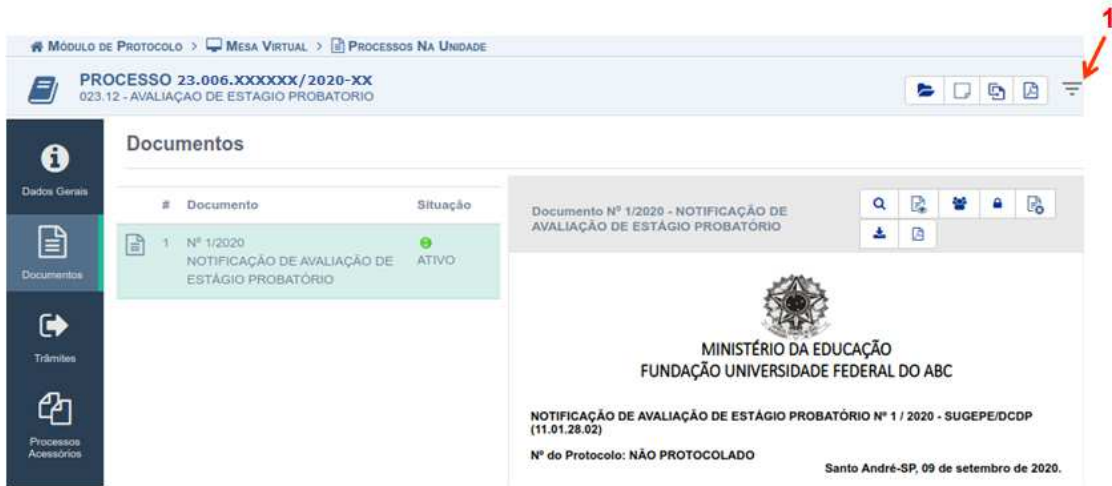 1
MÓDULO DE PROTOCOLO > MESA VIRTUAL > PROCESSOS NA UNIDADE
PROCESSO 23.006.XXXXXX/2020-XX
023.12 - AVALIAÇAO DE ESTAGIO PROBATORIO
Dados Gerais
Documentos
Trâmites
Processos
Acessórios
Documentos
# Documento Situação
1 Nº 1/2020
NOTIFICAÇÃO DE AVALIAÇÃO DE
ESTÁGIO PROBATÓRIO
ATIVO
Documento Nº 1/2020 - NOTIFICAÇÃO DE
AVALIAÇÃO DE ESTÁGIO PROBATÓRIO
MINISTÉRIO DA EDUCAÇÃO
FUNDAÇÃO UNIVERSIDADE FEDERAL DO ABC
NOTIFICAÇÃO DE AVALIAÇÃO DE ESTÁGIO PROBATÓRIO Nº 1 / 2020 - SUGEPE/DCDP
(11.01.28.02)
Nº do Protocolo: NÃO PROTOCOLADO
Santo André-SP, 09 de setembro de 2020.